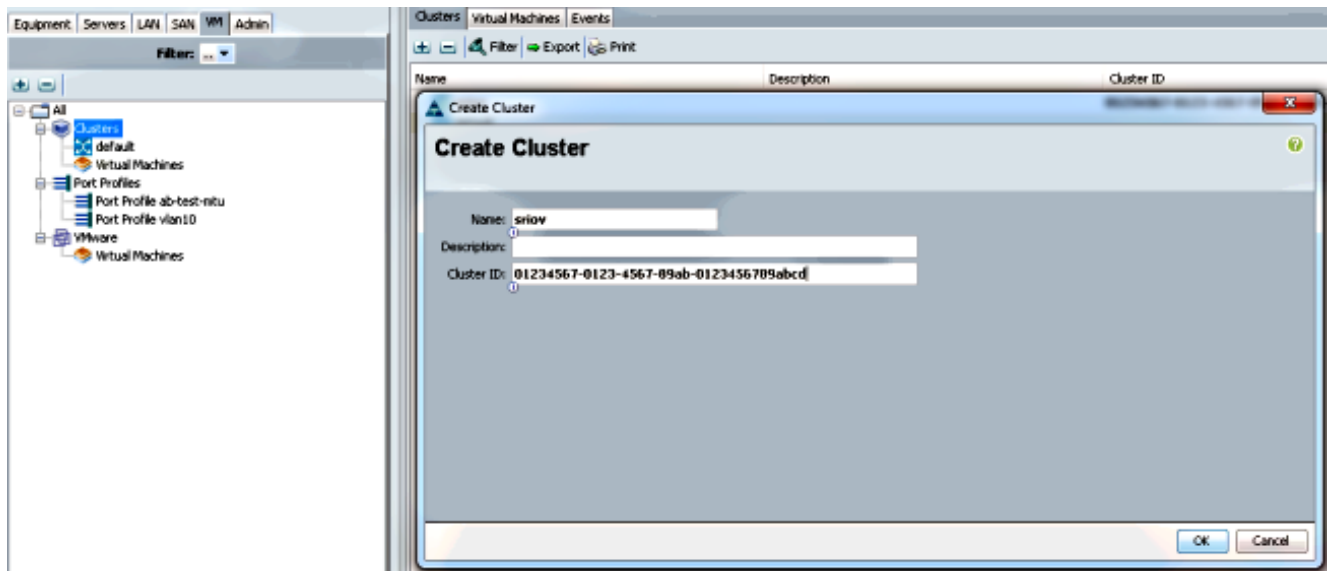 Equipment Servers LAN SAN VM Admin
Filter: ..
All
Clusters
default
Virtual Machines
Port Profiles
Port Profile ab-test-mtu
Port Profile vlan10
VMware
Virtual Machines
Clusters Virtual Machines Events
Filter Export Print
Name Description Cluster ID
Create Cluster
Create Cluster
Name: sriov
Description:
Cluster ID: 01234567-0123-4567-89ab-0123456789abcd
OK Cancel